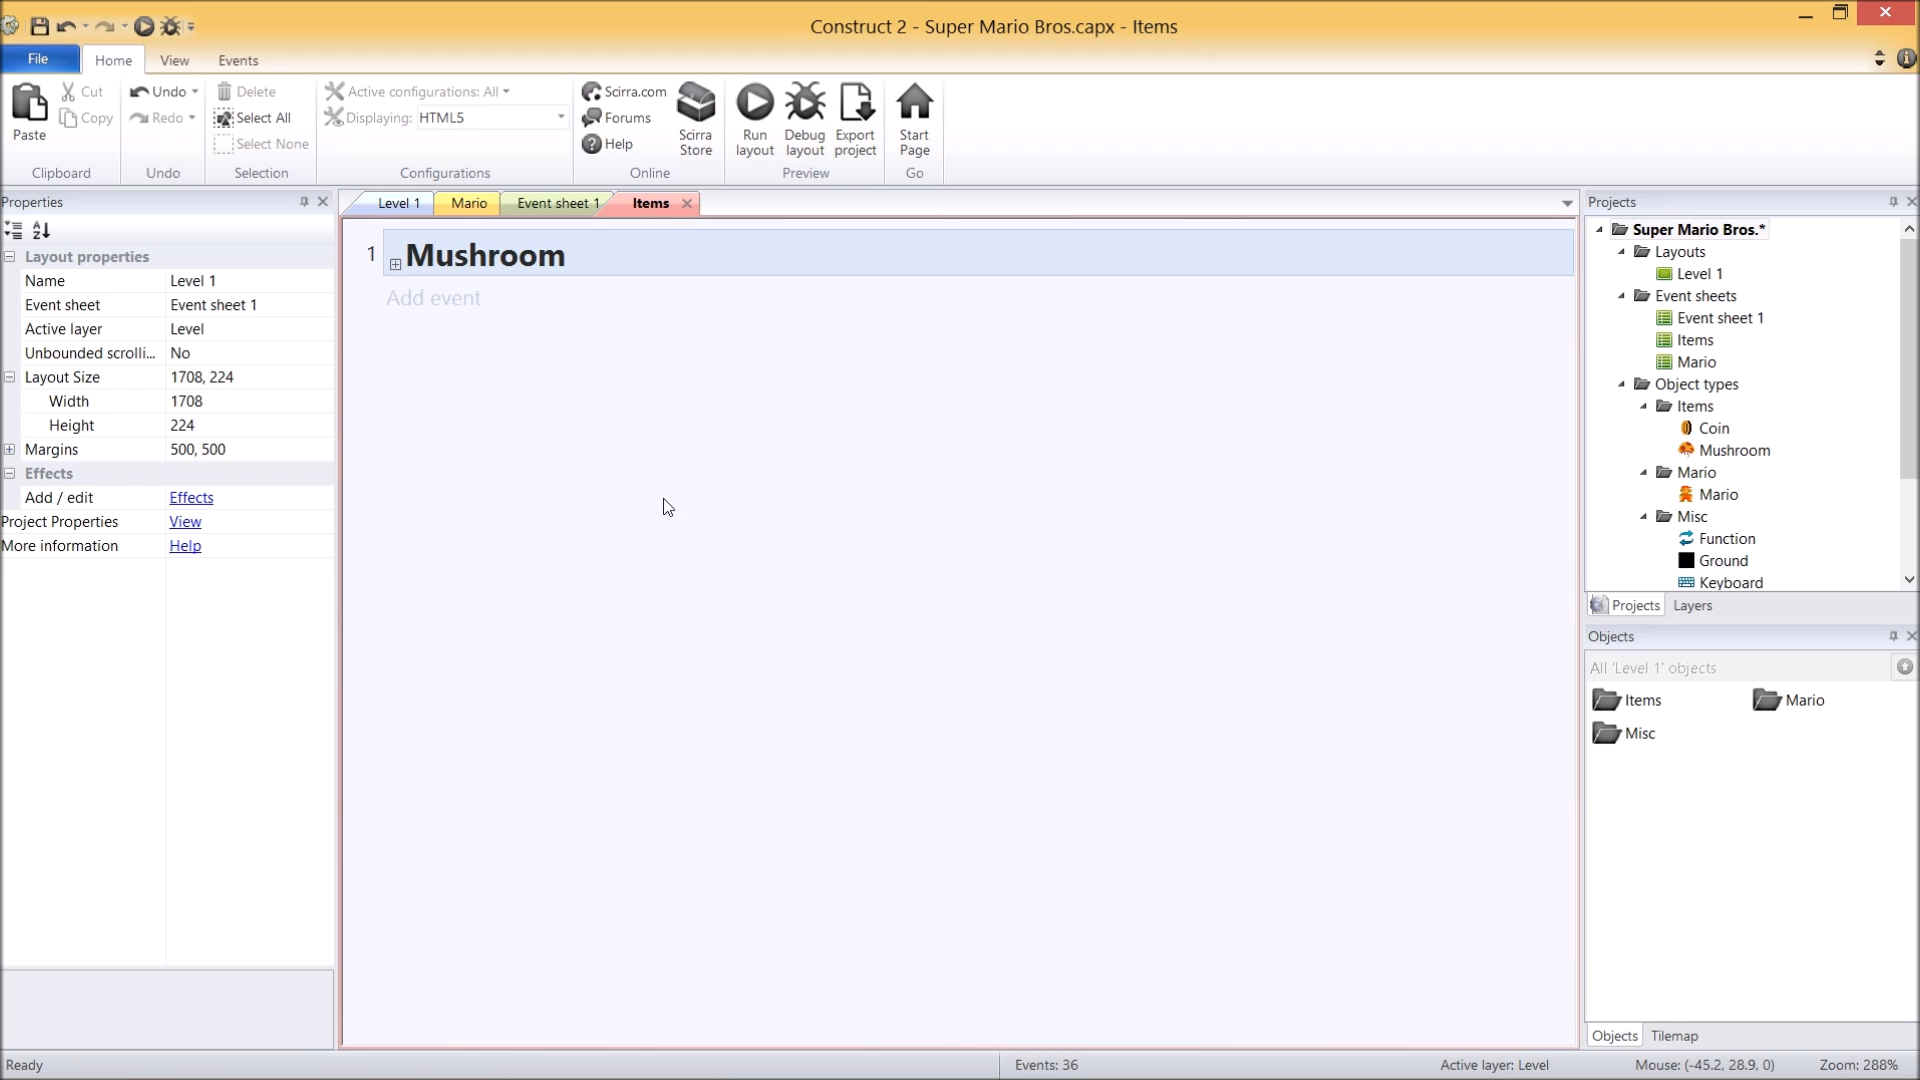 Construct 2 - Super Mario Bros.capx - Items
File Home View Events
Paste
Cut
Copy
Clipboard
Undo
Redo
Undo
Delete
Select All
Select None
Selection
Active configurations: All
Displaying: HTML5
Configurations
Scirra.com
Forums
Help
Scirra
Store
Online
Run
layout
Debug
layout
Export
project
Preview
Start
Page
Go
Properties
Layout properties
Name Level 1
Event sheet Event sheet 1
Active layer Level
Unbounded scrolli... No
Layout Size 1708, 224
Width 1708
Height 224
Margins 500, 500
Effects
Add / edit Effects
Project Properties View
More information Help
Level 1 Mario Event sheet 1 Items
1 Mushroom
Add event
Projects
Super Mario Bros.*
Layouts
Level 1
Event sheets
Event sheet 1
Items
Mario
Object types
Items
Coin
Mushroom
Mario
Mario
Misc
Function
Ground
Keyboard
Projects Layers
Objects
All 'Level 1' objects
Items Mario
Misc
Objects Tilemap
Ready Events: 36 Active layer: Level Mouse: (-45.2, 28.9, 0) Zoom: 288%